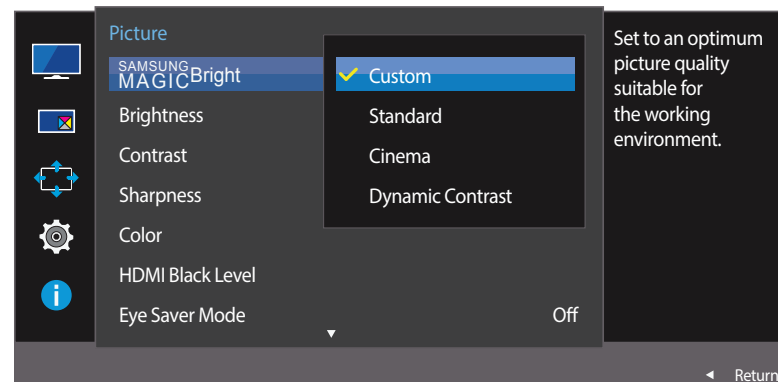 Picture
SAMSUNG
MAGICBright
Custom
Brightness
Standard
Contrast
Cinema
Sharpness
Dynamic Contrast
Color
HDMI Black Level
Eye Saver Mode Off
Set to an optimum
picture quality
suitable for
the working
environment.
Return